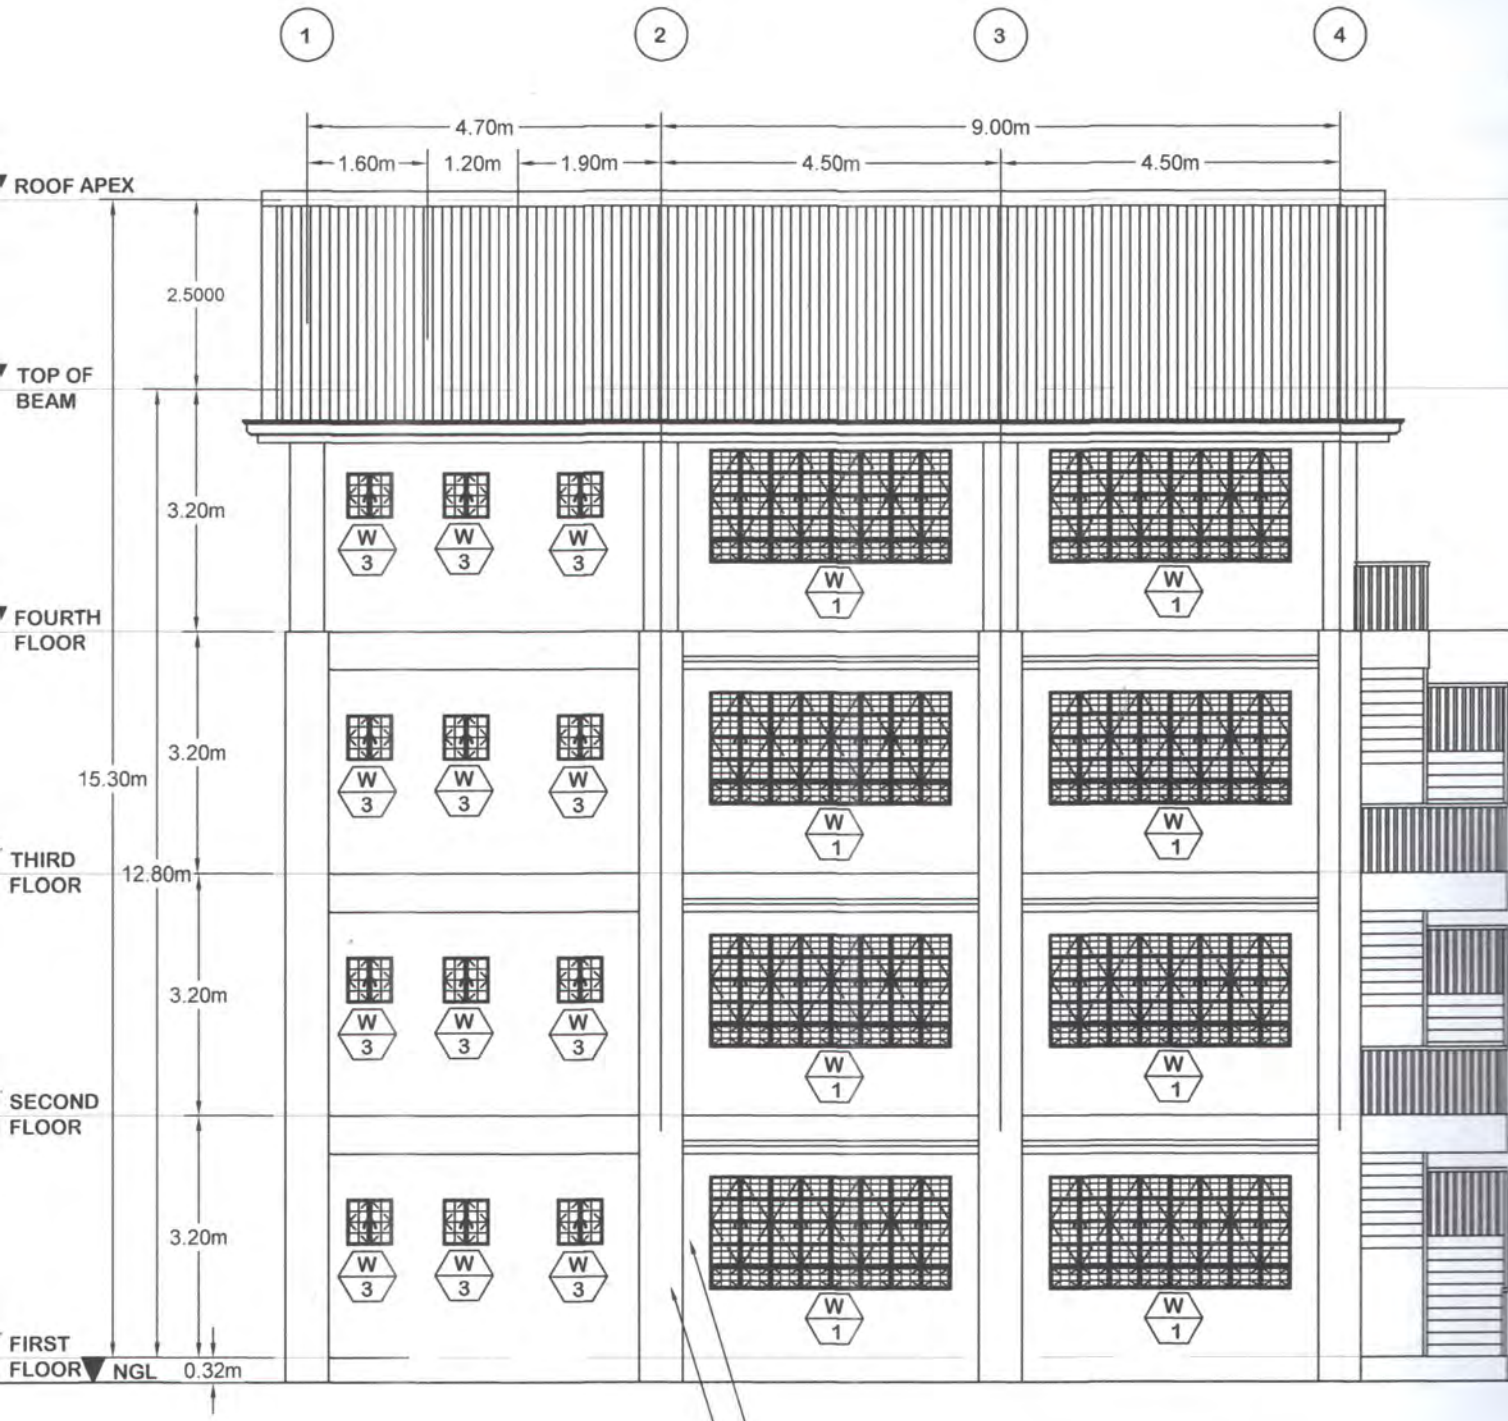 1 2 3 4
4.70m 9.00m
1.60m 1.20m 1.90m 4.50m 4.50m
ROOF APEX
2.5000
TOP OF
BEAM
3.20m
W W W
3 3 3
W W
1 1
FOURTH
FLOOR
3.20m
15.30m
W W W
3 3 3
W W
1 1
THIRD
FLOOR
12.80m
3.20m
W W W
3 3 3
W W
1 1
SECOND
FLOOR
3.20m
W W W
3 3 3
W W
1 1
FIRST
FLOOR NGL 0.32m